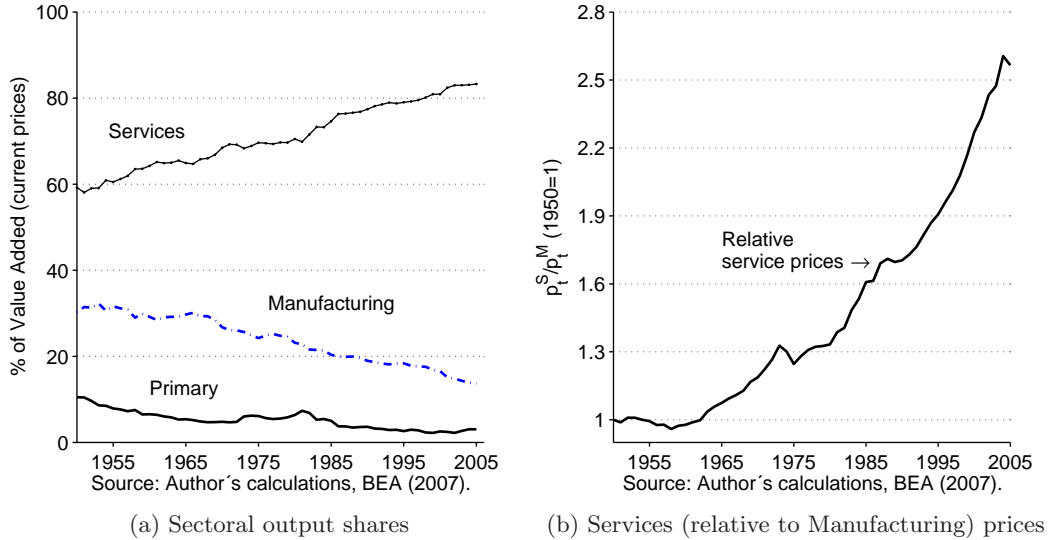 100
80
60
40
20
0
% of Value Added (current prices)
Services
Manufacturing
Primary
1955 1965 1975 1985 1995 2005
Source: Author´s calculations, BEA (2007).
(a) Sectoral output shares
2.8
2.5
2.2
1.9
1.6
1.3
1
p_t^S/p_t^M (1950=1)
Relative
service prices →
1955 1965 1975 1985 1995 2005
Source: Author´s calculations, BEA (2007).
(b) Services (relative to Manufacturing) prices